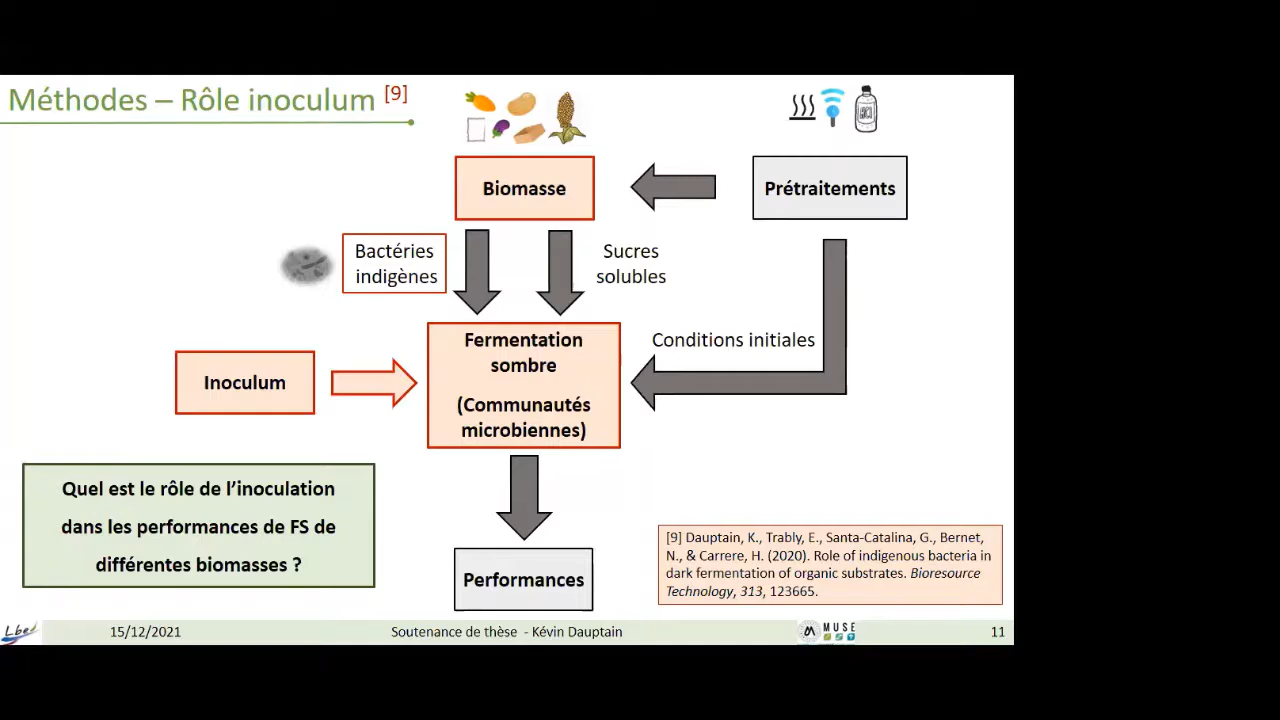 Méthodes – Rôle inoculum [9]
HCl
Biomasse
Prétraitements
Bactéries
indigènes
Sucres
solubles
Fermentation
sombre
(Communautés
microbiennes)
Conditions initiales
Inoculum
Quel est le rôle de l’inoculation
dans les performances de FS de
différentes biomasses ?
Performances
[9] Dauptain, K., Trably, E., Santa-Catalina, G., Bernet,
N., & Carrere, H. (2020). Role of indigenous bacteria in
dark fermentation of organic substrates. Bioresource
Technology, 313, 123665.
Lbe
15/12/2021
Soutenance de thèse - Kévin Dauptain
MUSE
11